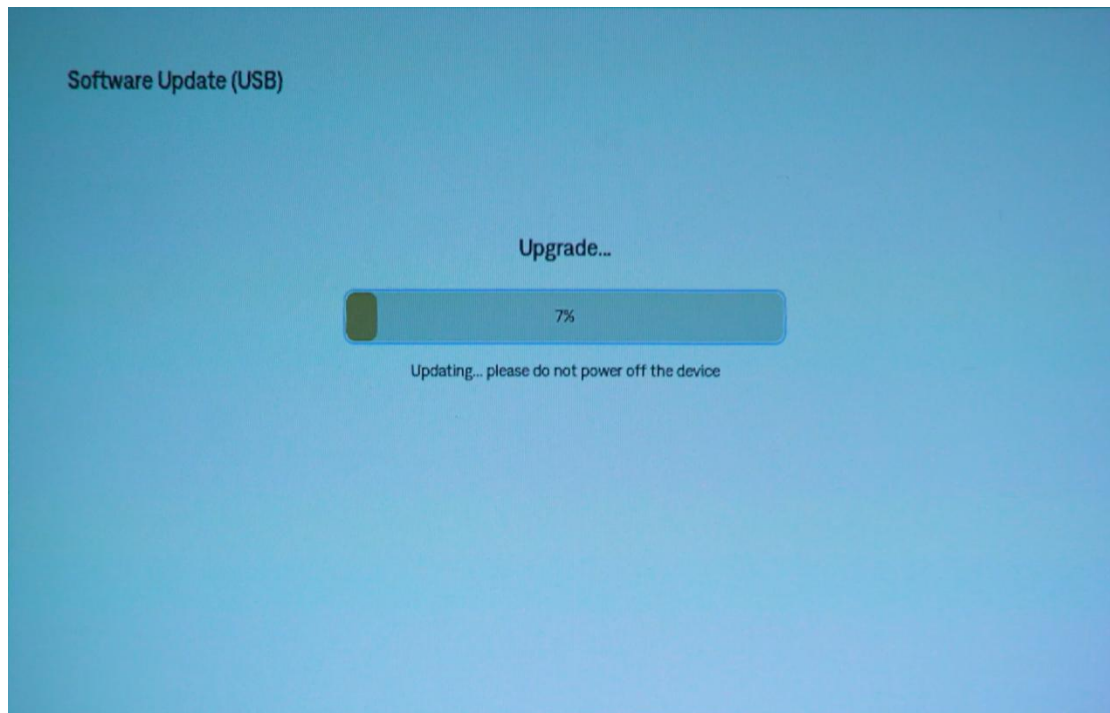 Software Update (USB)
Upgrade...
7%
Updating... please do not power off the device